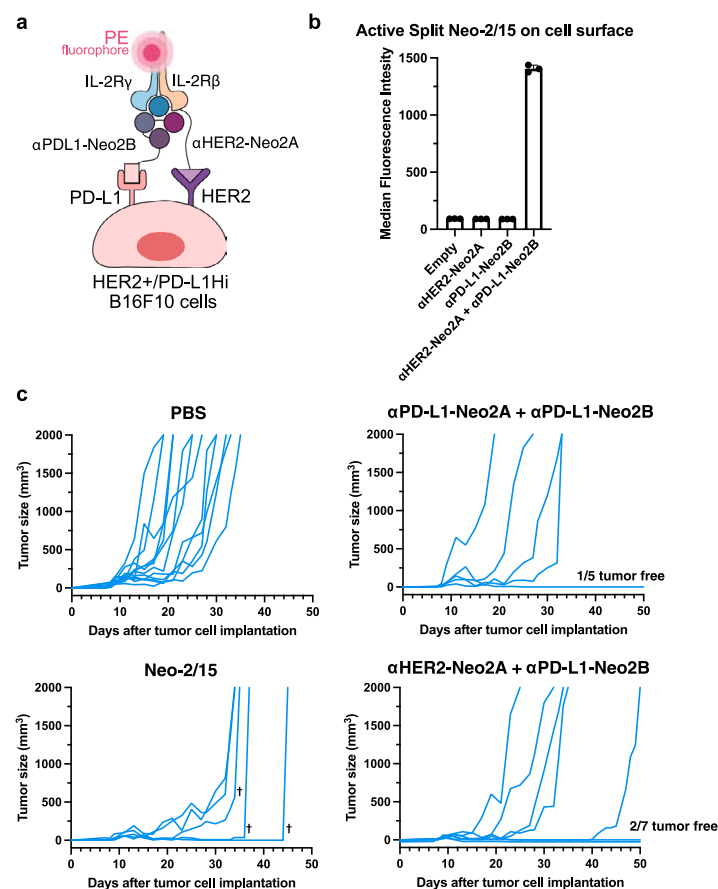 a
PE
fluorophore
IL-2Rγ
IL-2Rβ
αPDL1-Neo2B
αHER2-Neo2A
PD-L1
HER2
HER2+/PD-L1Hi
B16F10 cells
b
Active Split Neo-2/15 on cell surface
Median Fluorescence Intesity
1500
1000
500
0
Empty
αHER2-Neo2A
αPD-L1-Neo2B
αHER2-Neo2A + αPD-L1-Neo2B
c
PBS
Tumor size (mm³)
2000
1500
1000
500
0
0 10 20 30 40 50
Days after tumor cell implantation
αPD-L1-Neo2A + αPD-L1-Neo2B
Tumor size (mm³)
2000
1500
1000
500
0
1/5 tumor free
0 10 20 30 40 50
Days after tumor cell implantation
Neo-2/15
Tumor size (mm³)
2000
1500
1000
500
0
†
† †
0 10 20 30 40 50
Days after tumor cell implantation
αHER2-Neo2A + αPD-L1-Neo2B
Tumor size (mm³)
2000
1500
1000
500
0
2/7 tumor free
0 10 20 30 40 50
Days after tumor cell implantation